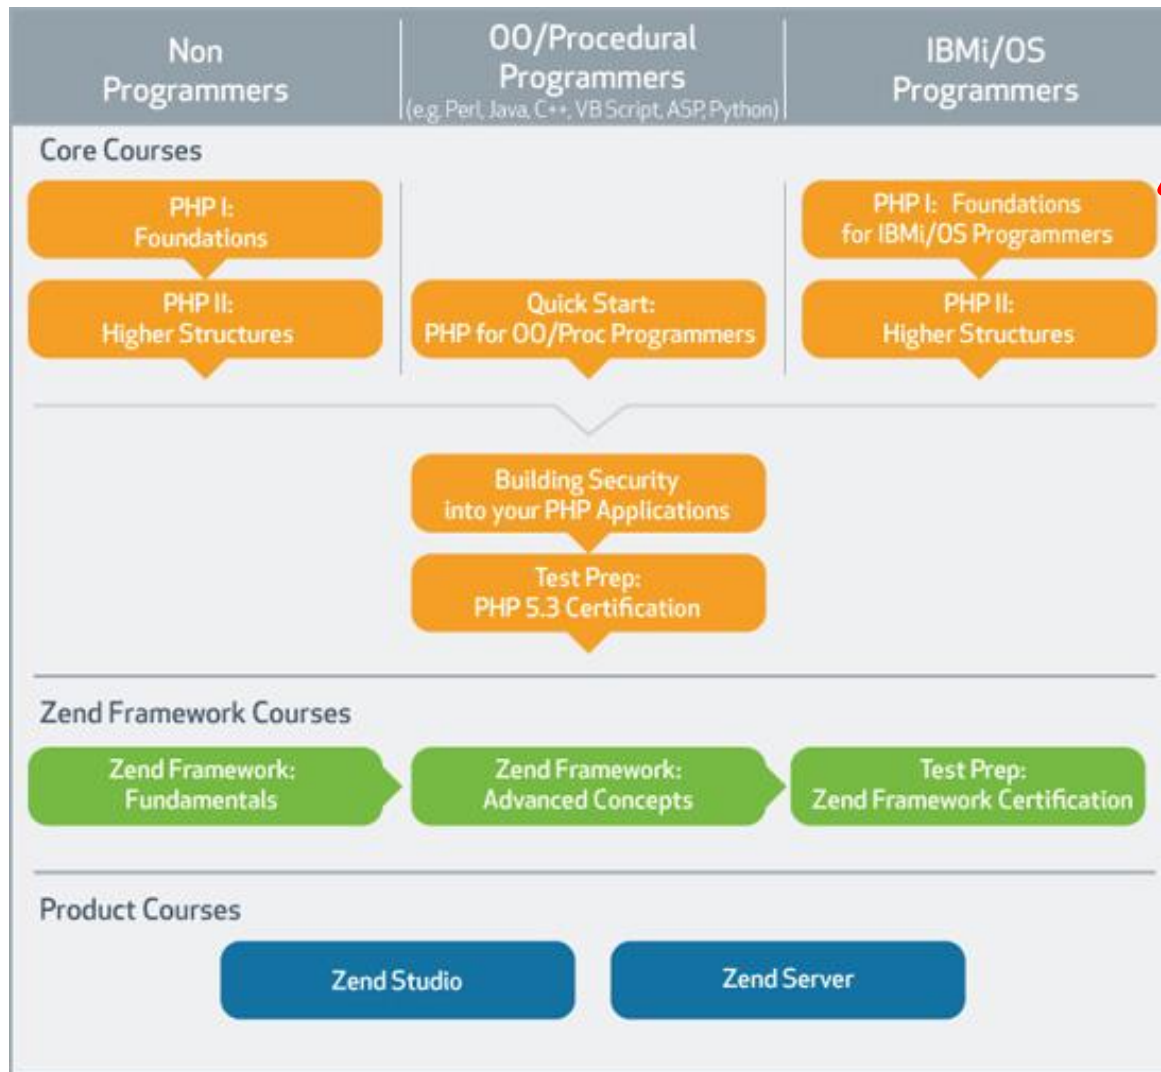 Non
Programmers
OO/Procedural
Programmers
(e.g. Perl, Java, C++, VB Script, ASP, Python)
IBMi/OS
Programmers
Core Courses
PHP I:
Foundations
PHP I: Foundations
for IBMi/OS Programmers
PHP II:
Higher Structures
Quick Start:
PHP for OO/Proc Programmers
PHP II:
Higher Structures
Building Security
into your PHP Applications
Test Prep:
PHP 5.3 Certification
Zend Framework Courses
Zend Framework:
Fundamentals
Zend Framework:
Advanced Concepts
Test Prep:
Zend Framework Certification
Product Courses
Zend Studio
Zend Server